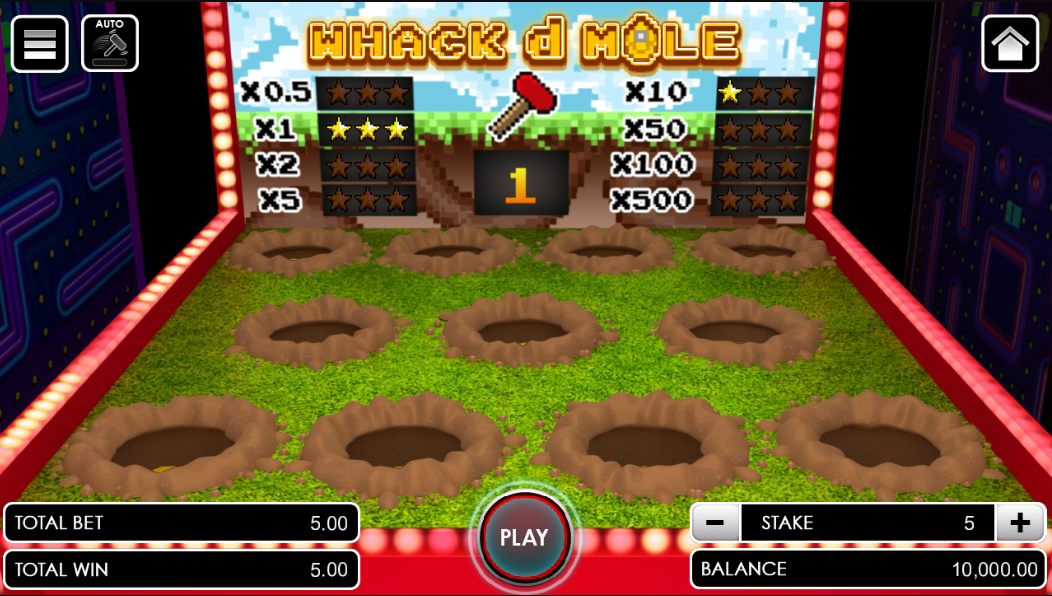 AUTO
WHACK d MOLE
X0.5
X10
X1
X50
X2
X100
X5
X500
1
TOTAL BET 5.00
PLAY
STAKE 5
TOTAL WIN 5.00
BALANCE 10,000.00